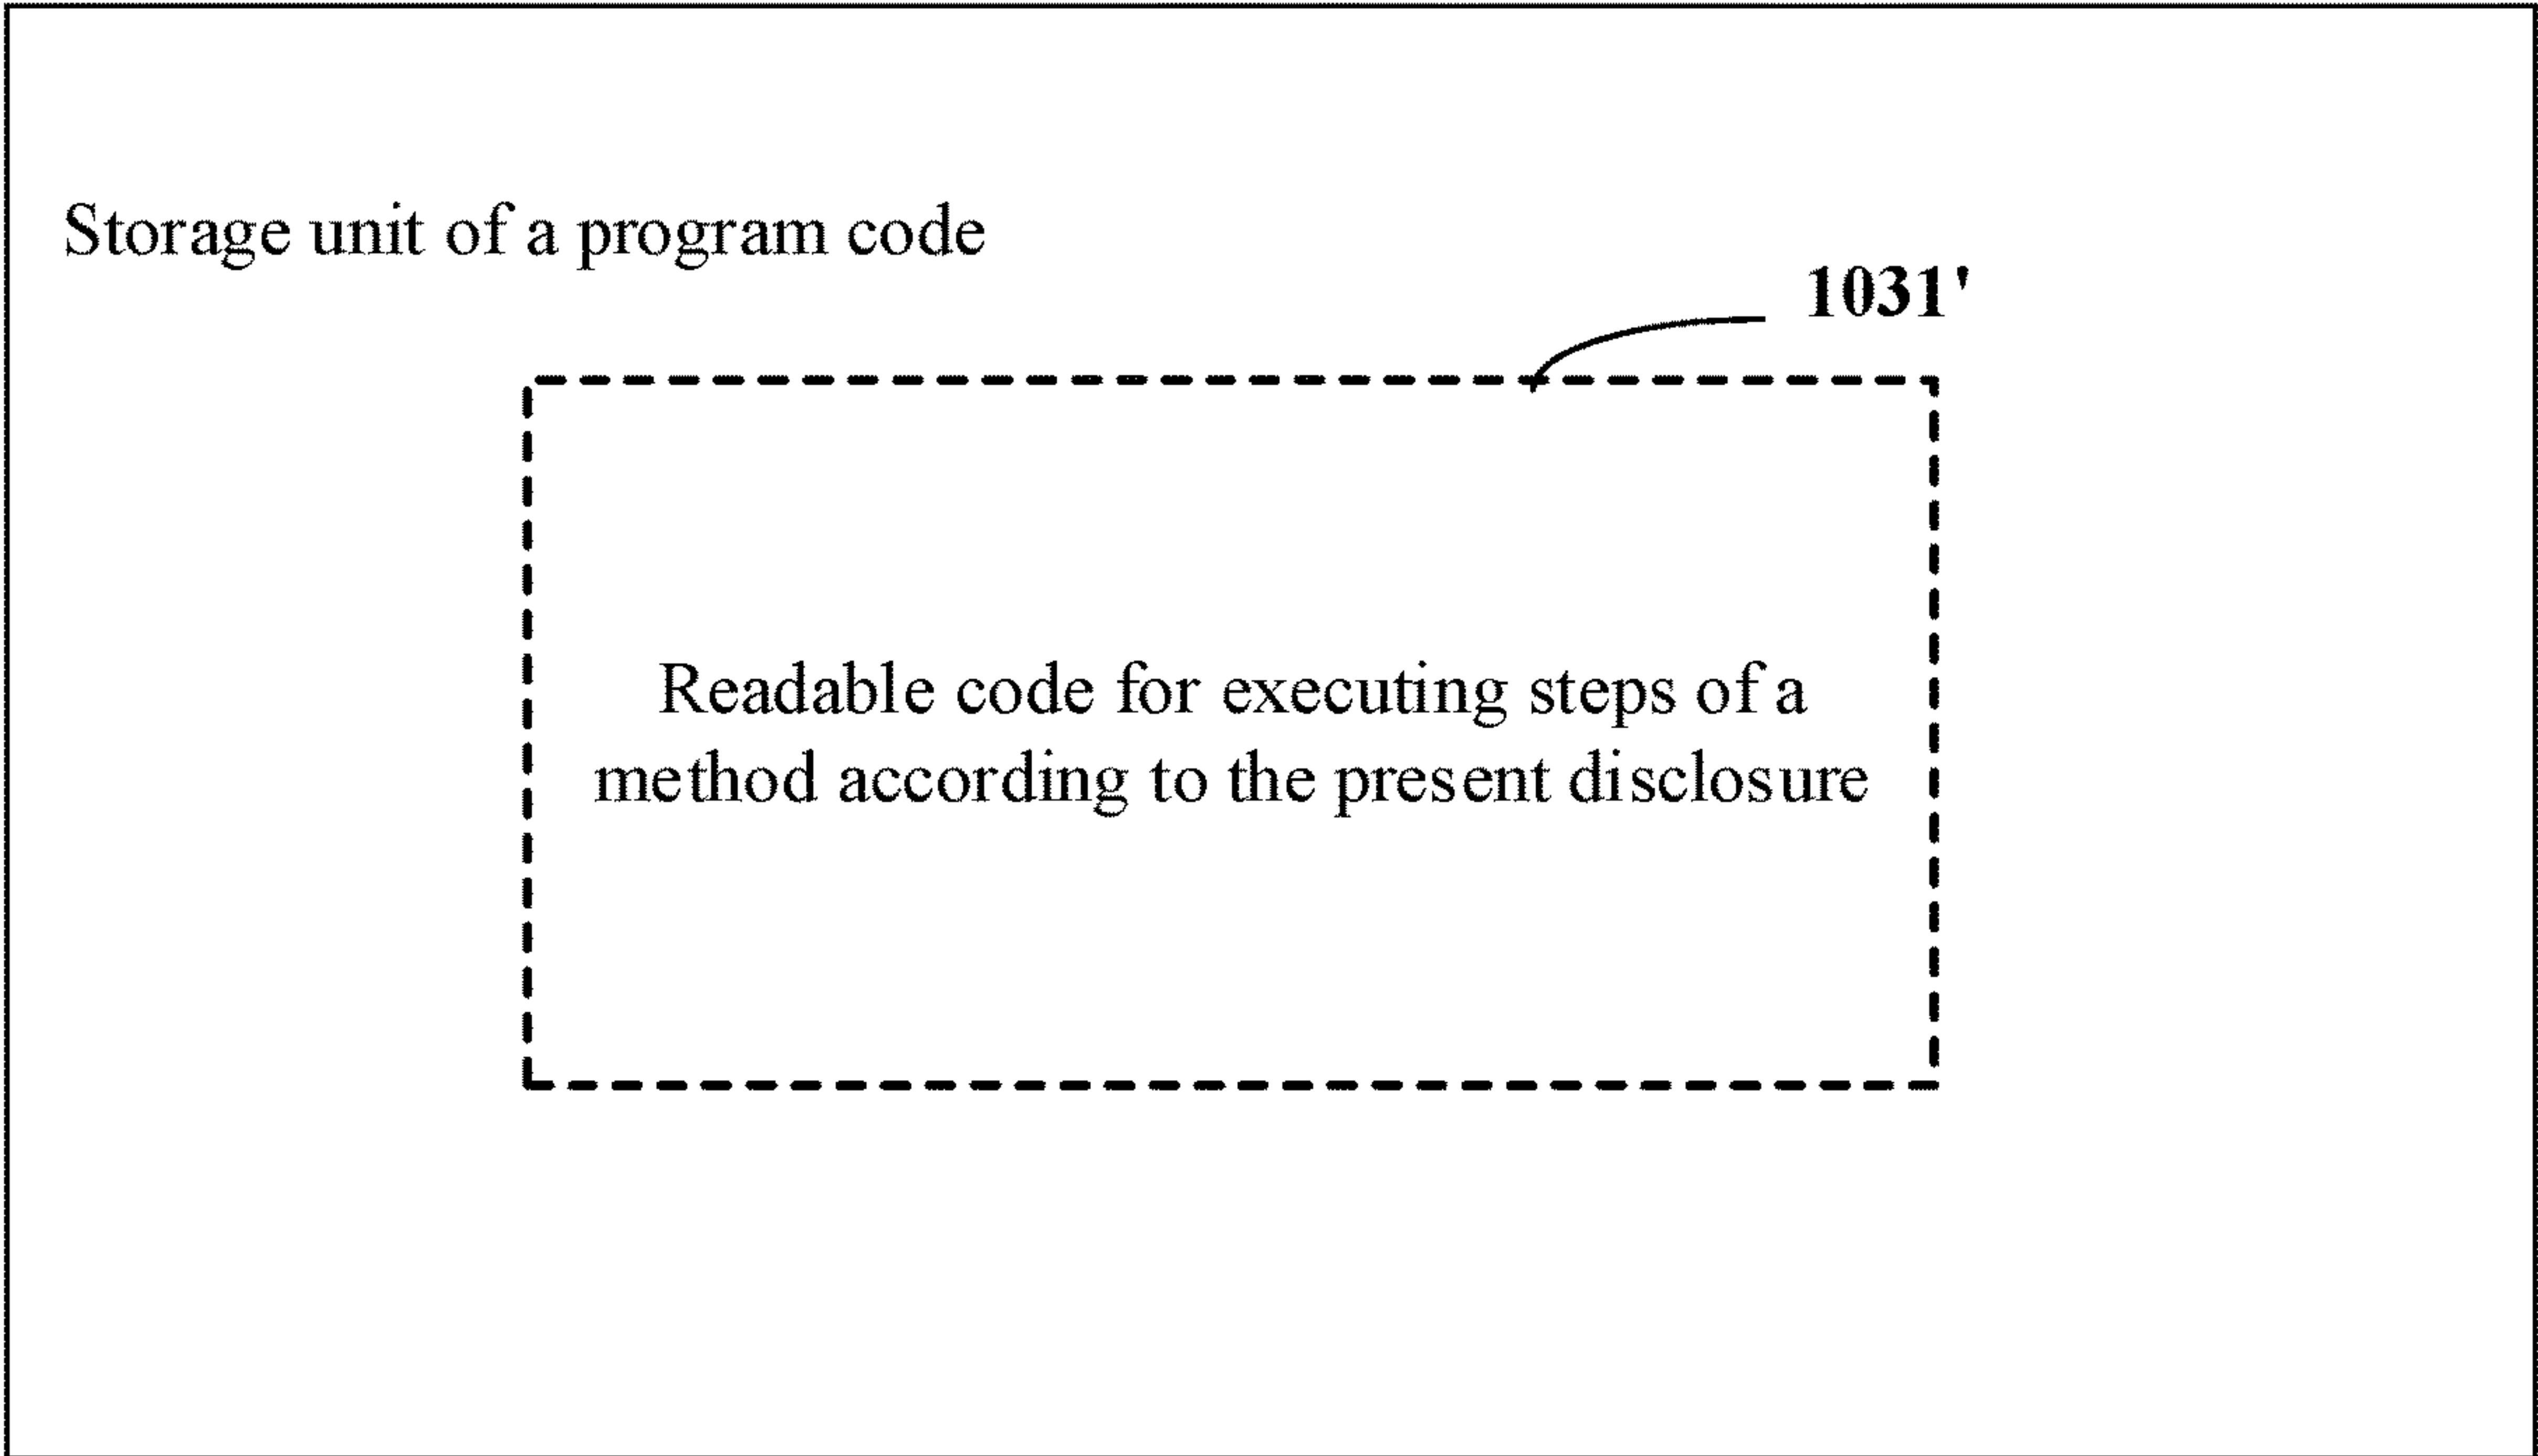 Storage unit of a program code
1031'
Readable code for executing steps of a
method according to the present disclosure